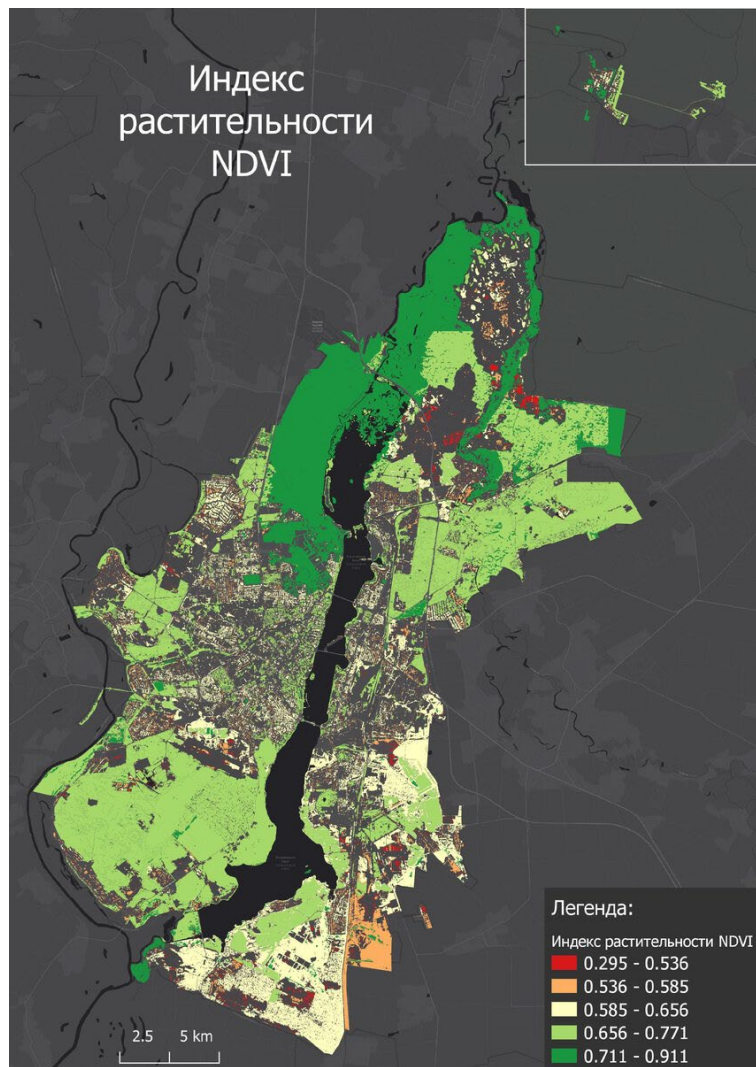 Индекс
растительности
NDVI
Легенда:
Индекс растительности NDVI
0.295 - 0.536
0.536 - 0.585
0.585 - 0.656
0.656 - 0.771
0.711 - 0.911
2.5 5 km